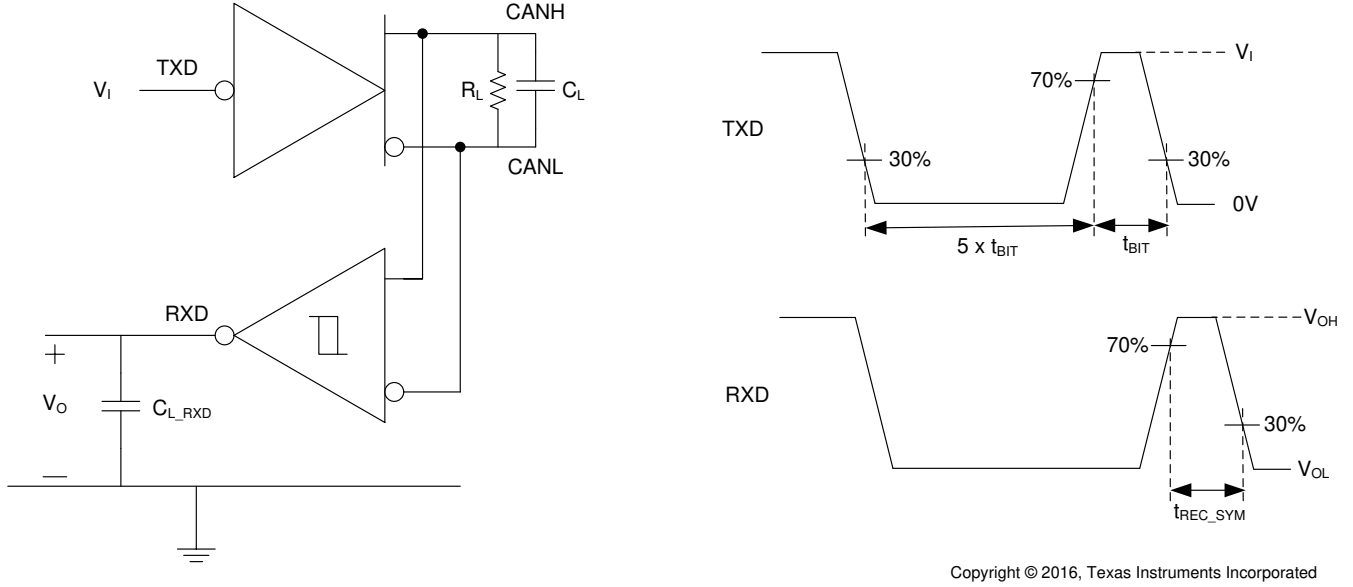 CANH
TXD
V_I
R_L
C_L
CANL
RXD
+
V_O
C_L_RXD
—
TXD
V_I
70%
30%
30%
0V
5 x t_BIT
t_BIT
RXD
V_OH
70%
30%
V_OL
t_REC_SYM
Copyright © 2016, Texas Instruments Incorporated